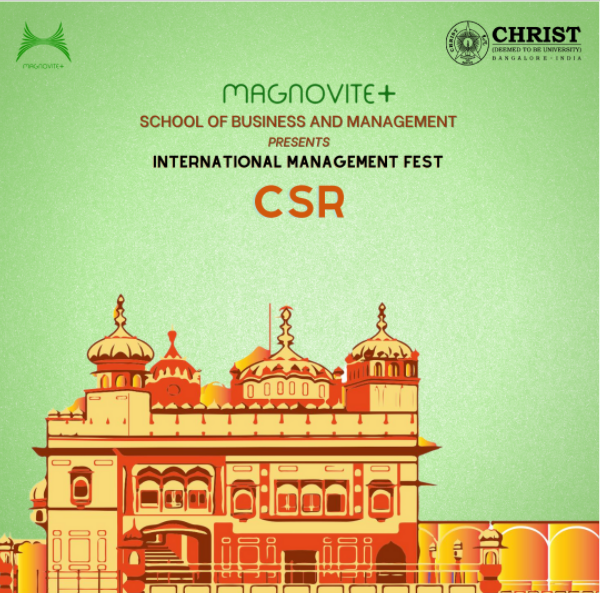 MAGNOVITE+
CHRIST
(DEEMED TO BE UNIVERSITY)
BANGALORE · INDIA
MAGNOVITE+
SCHOOL OF BUSINESS AND MANAGEMENT
PRESENTS
INTERNATIONAL MANAGEMENT FEST
CSR